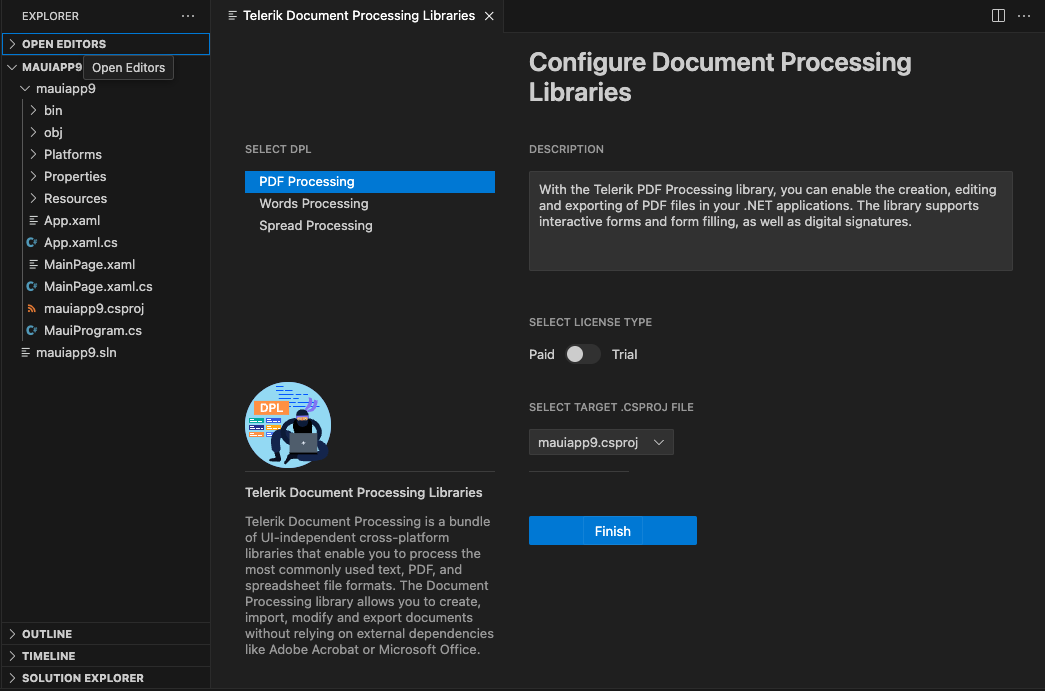 EXPLORER
Telerik Document Processing Libraries
OPEN EDITORS
MAUIAPP9
Open Editors
mauiapp9
bin
obj
Platforms
Properties
Resources
App.xaml
App.xaml.cs
MainPage.xaml
MainPage.xaml.cs
mauiapp9.csproj
MauiProgram.cs
mauiapp9.sln
OUTLINE
TIMELINE
SOLUTION EXPLORER
SELECT DPL
PDF Processing
Words Processing
Spread Processing
DPL
Telerik Document Processing Libraries
Telerik Document Processing is a bundle
of UI-independent cross-platform
libraries that enable you to process the
most commonly used text, PDF, and
spreadsheet file formats. The Document
Processing library allows you to create,
import, modify and export documents
without relying on external dependencies
like Adobe Acrobat or Microsoft Office.
Configure Document Processing
Libraries
DESCRIPTION
With the Telerik PDF Processing library, you can enable the creation, editing
and exporting of PDF files in your .NET applications. The library supports
interactive forms and form filling, as well as digital signatures.
SELECT LICENSE TYPE
Paid Trial
SELECT TARGET .CSPROJ FILE
mauiapp9.csproj
Finish